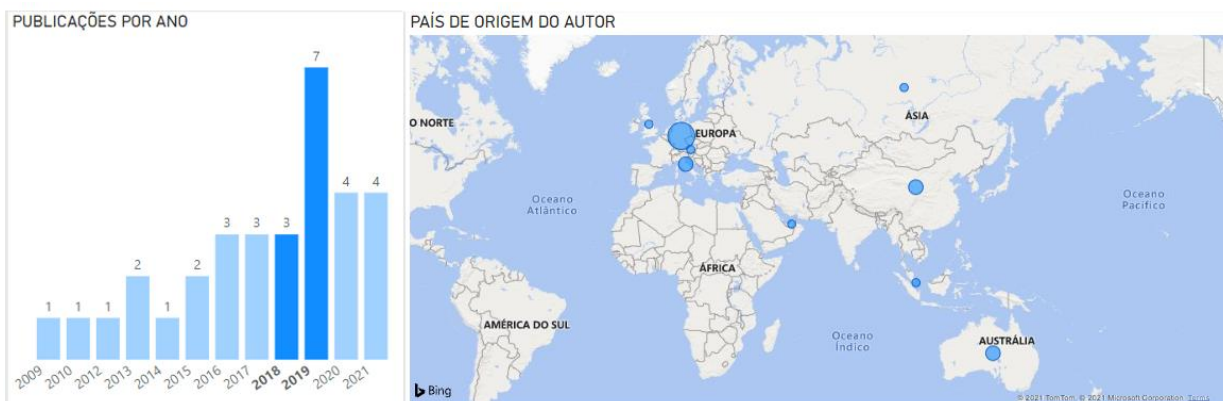 PUBLICAÇÕES POR ANO
7
4 4
3 3 3
2 2
1 1 1 1
2009 2010 2012 2013 2014 2015 2016 2017 2018 2019 2020 2021
PAÍS DE ORIGEM DO AUTOR
O NORTE
EUROPA
ÁSIA
Oceano
Atlântico
Oceano
Pacífico
ÁFRICA
AMÉRICA DO SUL
Oceano
Índico
AUSTRÁLIA
Bing
© 2021 TomTom, © 2021 Microsoft Corporation Terms